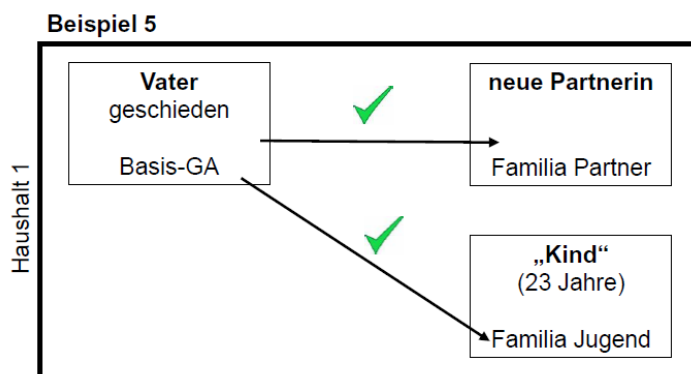 Beispiel 5
Haushalt 1
Vater
geschieden
Basis-GA
neue Partnerin
Familia Partner
„Kind“
(23 Jahre)
Familia Jugend